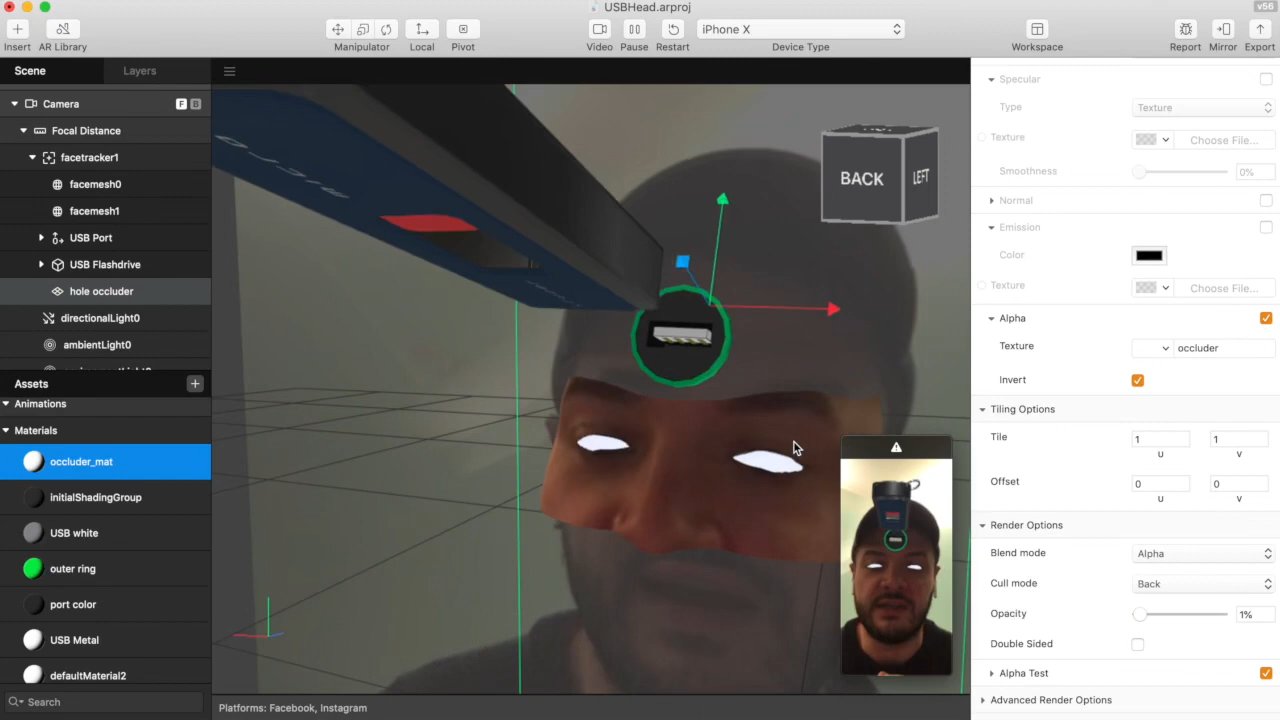 USBHead.arproj
v56
Insert
AR Library
Manipulator
Local
Pivot
Video
Pause
Restart
iPhone X
Device Type
Workspace
Report
Mirror
Export
Scene
Layers
Camera
F
B
Focal Distance
facetracker1
facemesh0
facemesh1
USB Port
USB Flashdrive
hole occluder
directionalLight0
ambientLight0
Assets
Animations
Materials
occluder_mat
initialShadingGroup
USB white
outer ring
port color
USB Metal
defaultMaterial2
Search
BACK
LEFT
Platforms: Facebook, Instagram
Specular
Type
Texture
Texture
Choose File...
Smoothness
0%
Normal
Emission
Color
Texture
Choose File...
Alpha
Texture
occluder
Invert
Tiling Options
Tile
1
1
u
v
Offset
0
0
u
v
Render Options
Blend mode
Alpha
Cull mode
Back
Opacity
1%
Double Sided
Alpha Test
Advanced Render Options